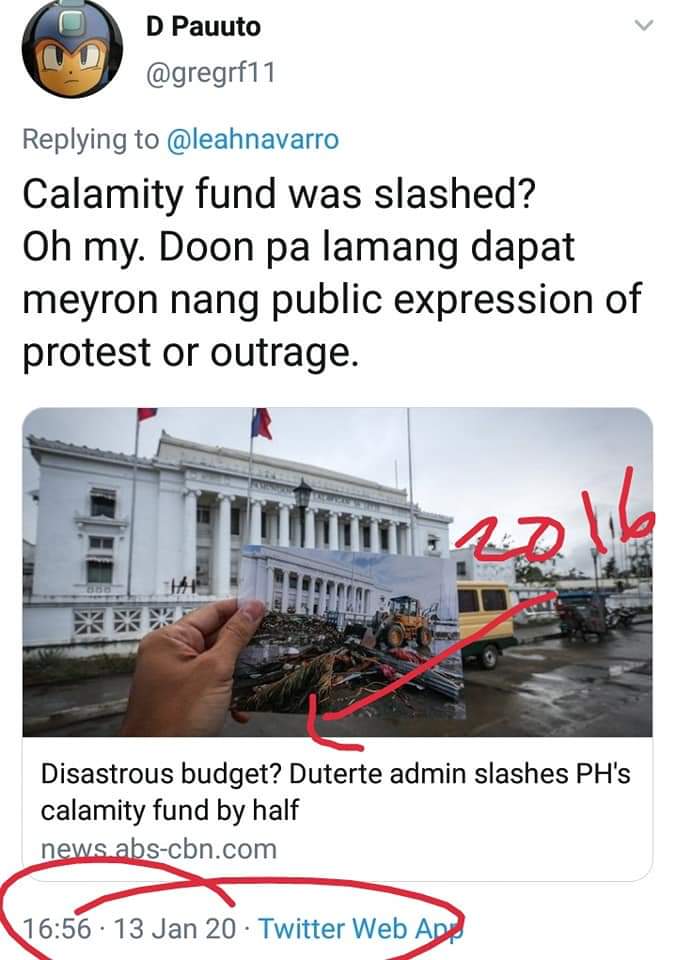 D Pauuto
@gregrf11
Replying to @leahnavarro
Calamity fund was slashed?
Oh my. Doon pa lamang dapat
meyron nang public expression of
protest or outrage.
2016
Disastrous budget? Duterte admin slashes PH's
calamity fund by half
news.abs-cbn.com
16:56 · 13 Jan 20 · Twitter Web App